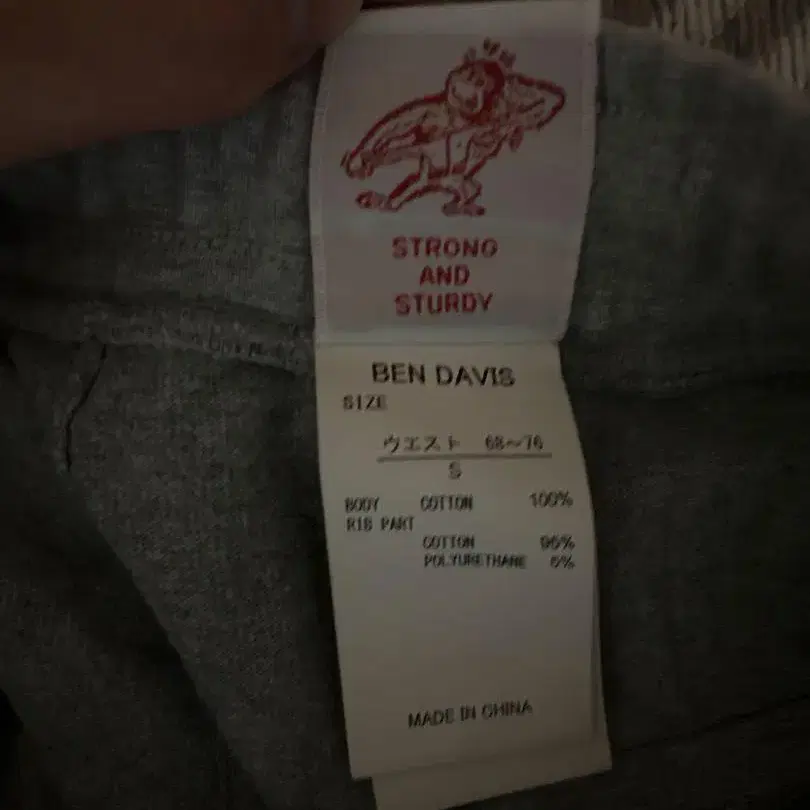 STRONG
AND
STURDY
BEN DAVIS
SIZE
ウエスト 68〜76
S
BODY COTTON 100%
RIB PART
COTTON 95%
POLYURETHANE 5%
MADE IN CHINA